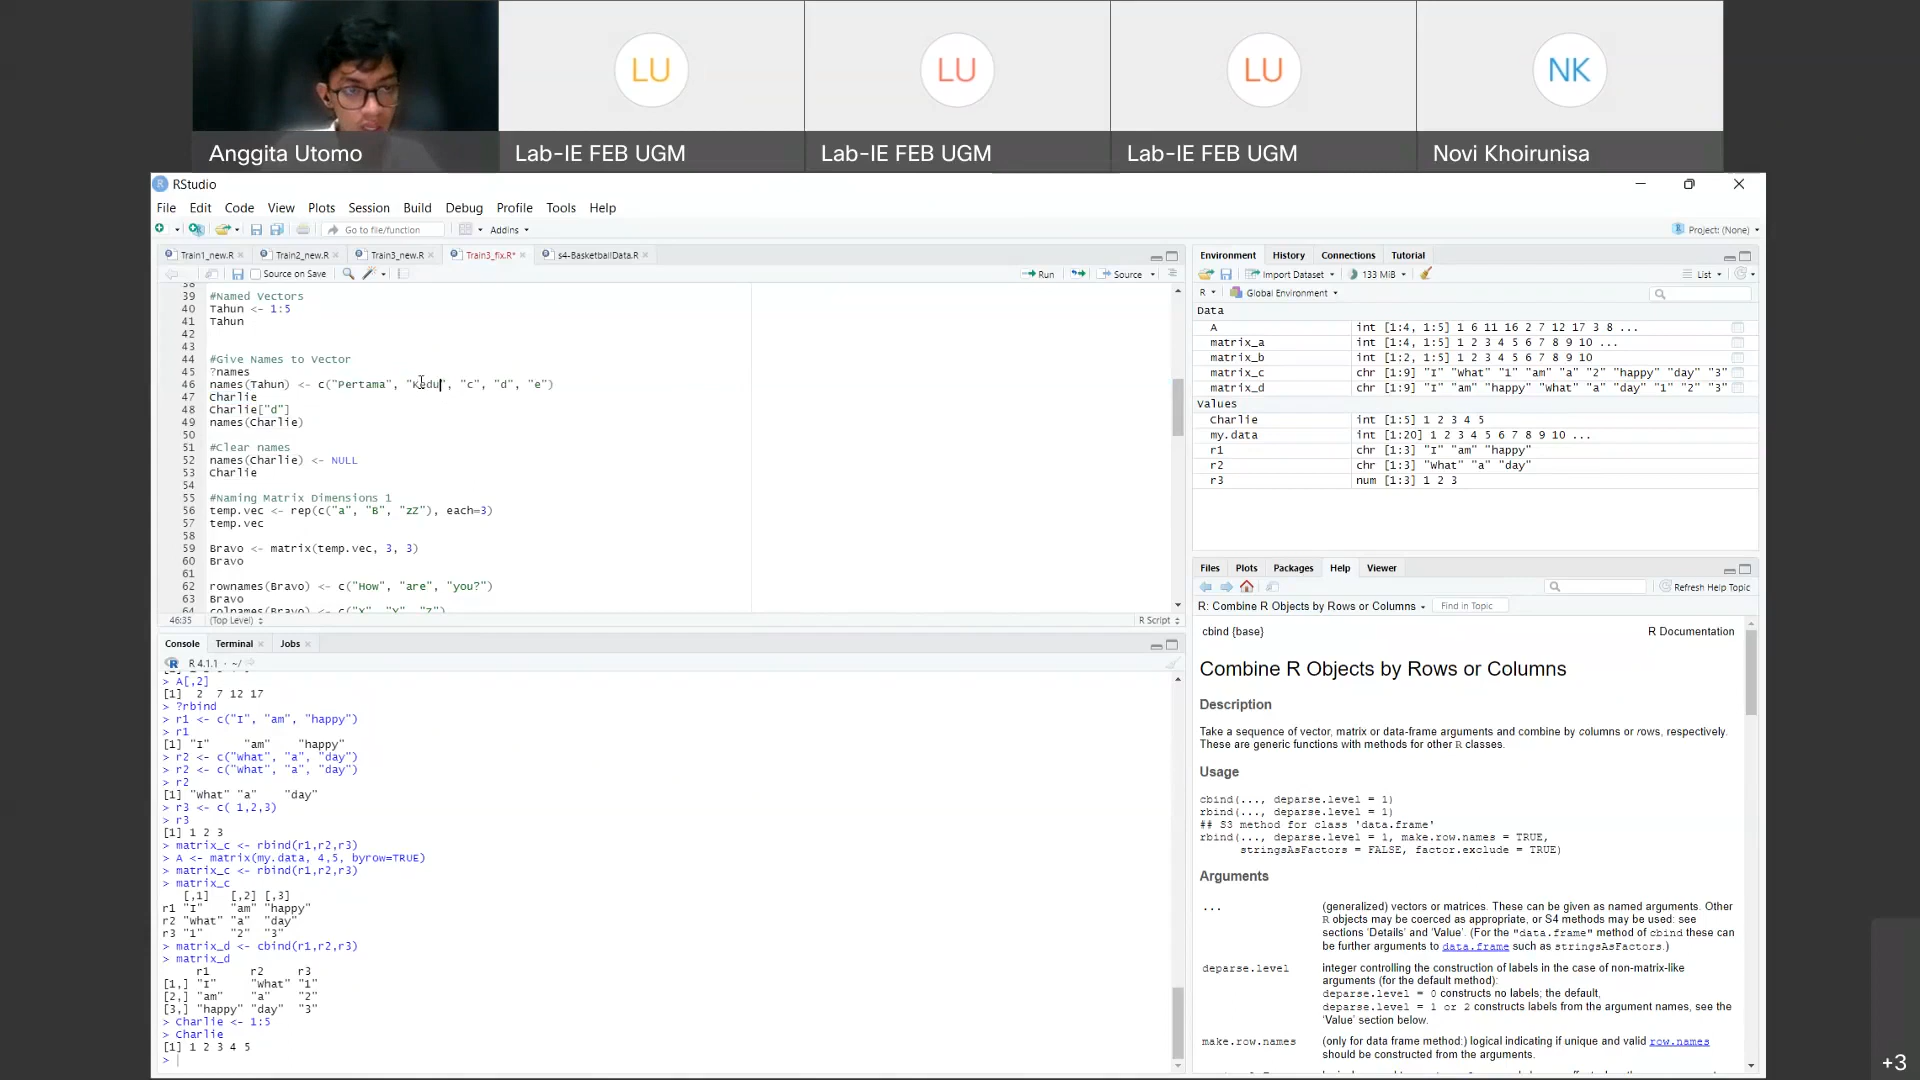 LU
LU
LU
NK
Anggita Utomo
Lab-IE FEB UGM
Lab-IE FEB UGM
Lab-IE FEB UGM
Novi Khoirunisa
RStudio
File Edit Code View Plots Session Build Debug Profile Tools Help
Go to file/function
Addins
Project: (None)
Train1_new.R
Train2_new.R
Train3_new.R
Train3_fix.R*
s4-BasketballData.R
Source on Save
Run
Source
38
39 #Named Vectors
40 Tahun <- 1:5
41 Tahun
42
43
44 #Give Names to Vector
45 ?names
46 names(Tahun) <- c("Pertama", "Kedu", "c", "d", "e")
47 Charlie
48 Charlie["d"]
49 names(Charlie)
50
51 #Clear names
52 names(Charlie) <- NULL
53 Charlie
54
55 #Naming Matrix Dimensions 1
56 temp.vec <- rep(c("a", "B", "zZ"), each=3)
57 temp.vec
58
59 Bravo <- matrix(temp.vec, 3, 3)
60 Bravo
61
62 rownames(Bravo) <- c("How", "are", "you?")
63 Bravo
64 colnames(Bravo) <- c("X", "Y", "Z")
46:35 (Top Level) R Script
Console Terminal Jobs
R 4.1.1 · ~/
> A[,2]
[1] 2 7 12 17
> ?rbind
> r1 <- c("I", "am", "happy")
> r1
[1] "I" "am" "happy"
> r2 <- c("What", "a", "day")
> r2 <- c("What", "a", "day")
> r2
[1] "What" "a" "day"
> r3 <- c( 1,2,3)
> r3
[1] 1 2 3
> matrix_c <- rbind(r1,r2,r3)
> A <- matrix(my.data, 4,5, byrow=TRUE)
> matrix_c <- rbind(r1,r2,r3)
> matrix_c
[,1] [,2] [,3]
r1 "I" "am" "happy"
r2 "What" "a" "day"
r3 "1" "2" "3"
> matrix_d <- cbind(r1,r2,r3)
> matrix_d
r1 r2 r3
[1,] "I" "What" "1"
[2,] "am" "a" "2"
[3,] "happy" "day" "3"
> Charlie <- 1:5
> Charlie
[1] 1 2 3 4 5
>
Environment History Connections Tutorial
Import Dataset 133 MiB List
R Global Environment
Data
A int [1:4, 1:5] 1 6 11 16 2 7 12 17 3 8 ...
matrix_a int [1:4, 1:5] 1 2 3 4 5 6 7 8 9 10 ...
matrix_b int [1:2, 1:5] 1 2 3 4 5 6 7 8 9 10
matrix_c chr [1:9] "I" "What" "1" "am" "a" "2" "happy" "day" "3"
matrix_d chr [1:9] "I" "am" "happy" "What" "a" "day" "1" "2" "3"
Values
Charlie int [1:5] 1 2 3 4 5
my.data int [1:20] 1 2 3 4 5 6 7 8 9 10 ...
r1 chr [1:3] "I" "am" "happy"
r2 chr [1:3] "What" "a" "day"
r3 num [1:3] 1 2 3
Files Plots Packages Help Viewer
Refresh Help Topic
R: Combine R Objects by Rows or Columns Find in Topic
cbind {base} R Documentation
Combine R Objects by Rows or Columns
Description
Take a sequence of vector, matrix or data-frame arguments and combine by columns or rows, respectively.
These are generic functions with methods for other R classes.
Usage
cbind(..., deparse.level = 1)
rbind(..., deparse.level = 1)
## S3 method for class 'data.frame'
rbind(..., deparse.level = 1, make.row.names = TRUE,
stringsAsFactors = FALSE, factor.exclude = TRUE)
Arguments
... (generalized) vectors or matrices. These can be given as named arguments. Other
R objects may be coerced as appropriate, or S4 methods may be used: see
sections 'Details' and 'Value'. (For the "data.frame" method of cbind these can
be further arguments to data.frame such as stringsAsFactors.)
deparse.level integer controlling the construction of labels in the case of non-matrix-like
arguments (for the default method):
deparse.level = 0 constructs no labels; the default,
deparse.level = 1 or 2 constructs labels from the argument names, see the
'Value' section below.
make.row.names (only for data frame method:) logical indicating if unique and valid row.names
should be constructed from the arguments.
+3